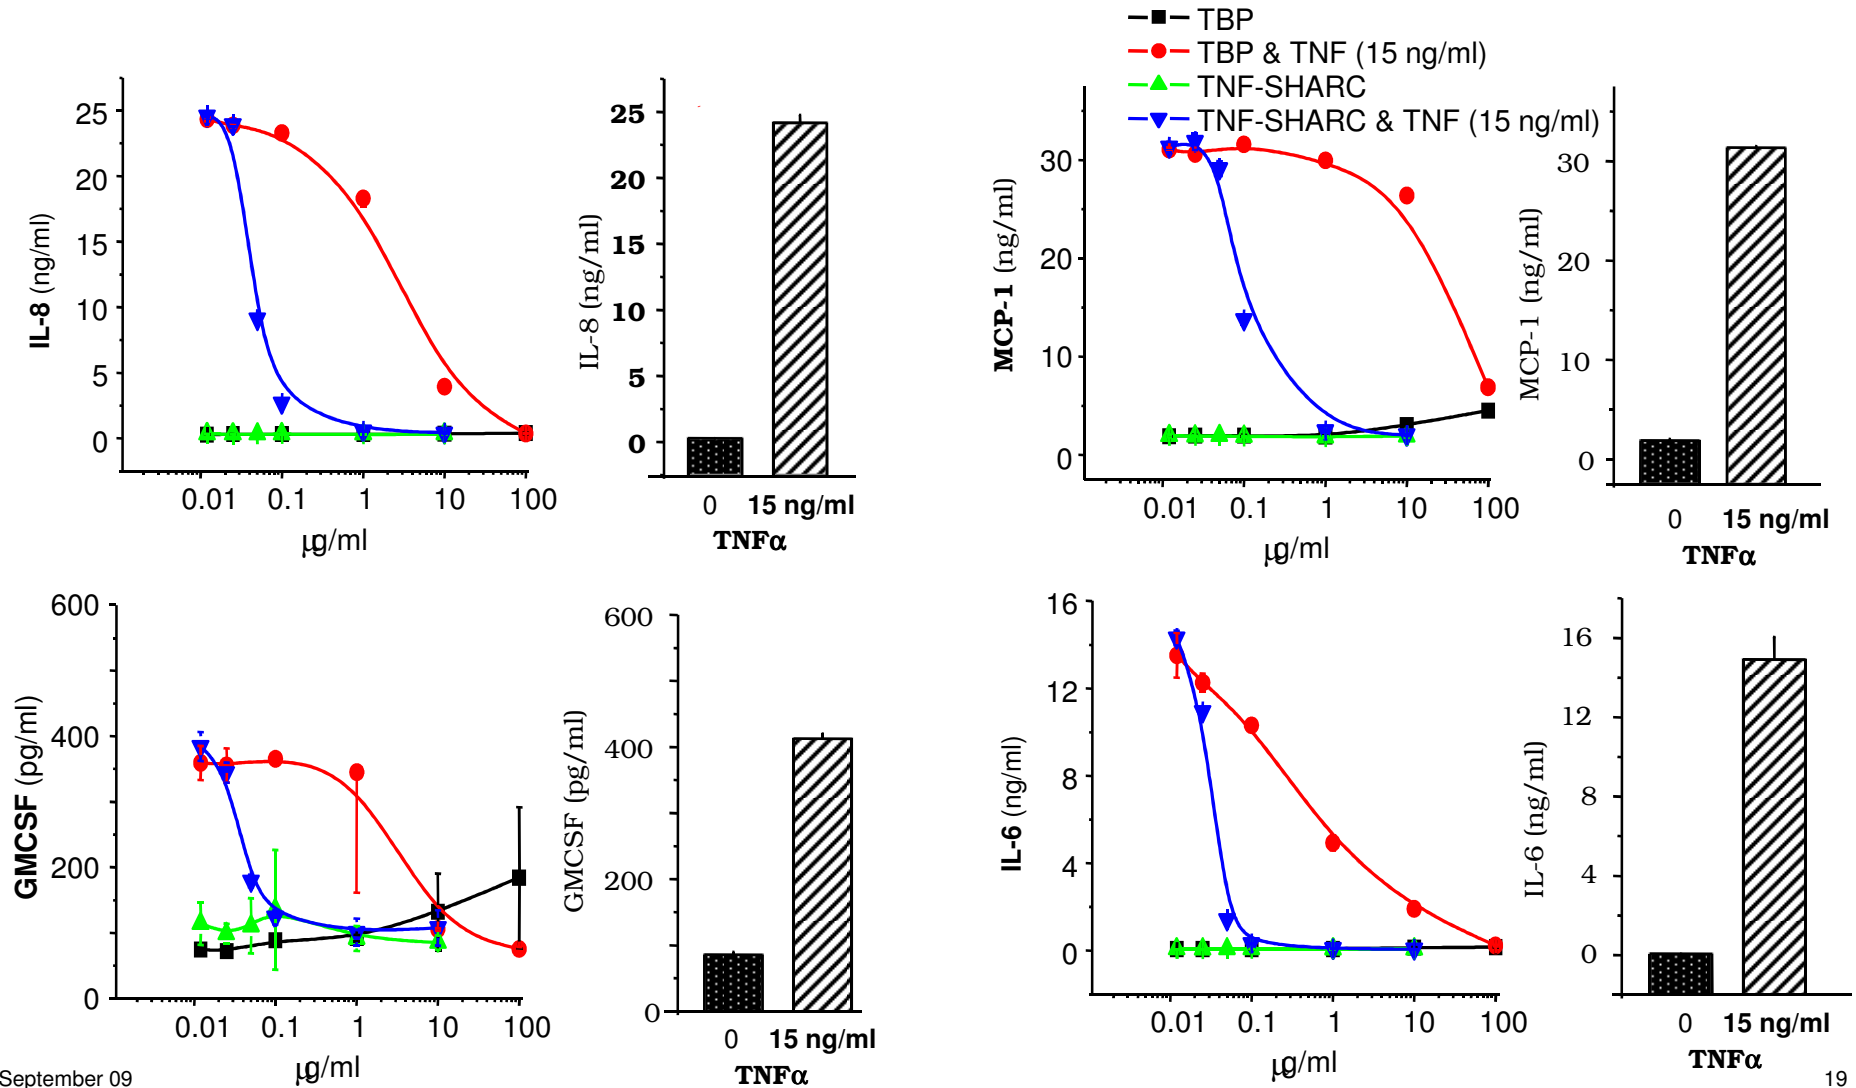 TBP
TBP & TNF (15 ng/ml)
TNF-SHARC
TNF-SHARC & TNF (15 ng/ml)
25
20
15
10
5
0
IL-8 (ng/ml)
0.01 0.1 1 10 100
µg/ml
25
20
15
10
5
0
IL-8 (ng/ml)
0 15 ng/ml
TNFα
30
20
10
0
MCP-1 (ng/ml)
0.01 0.1 1 10 100
µg/ml
30
20
10
0
MCP-1 (ng/ml)
0 15 ng/ml
TNFα
600
400
200
0
GMCSF (pg/ml)
0.01 0.1 1 10 100
µg/ml
600
400
200
0
GMCSF (pg/ml)
0 15 ng/ml
TNFα
16
12
8
4
0
IL-6 (ng/ml)
0.01 0.1 1 10 100
µg/ml
16
12
8
4
0
IL-6 (ng/ml)
0 15 ng/ml
TNFα
September 09
19